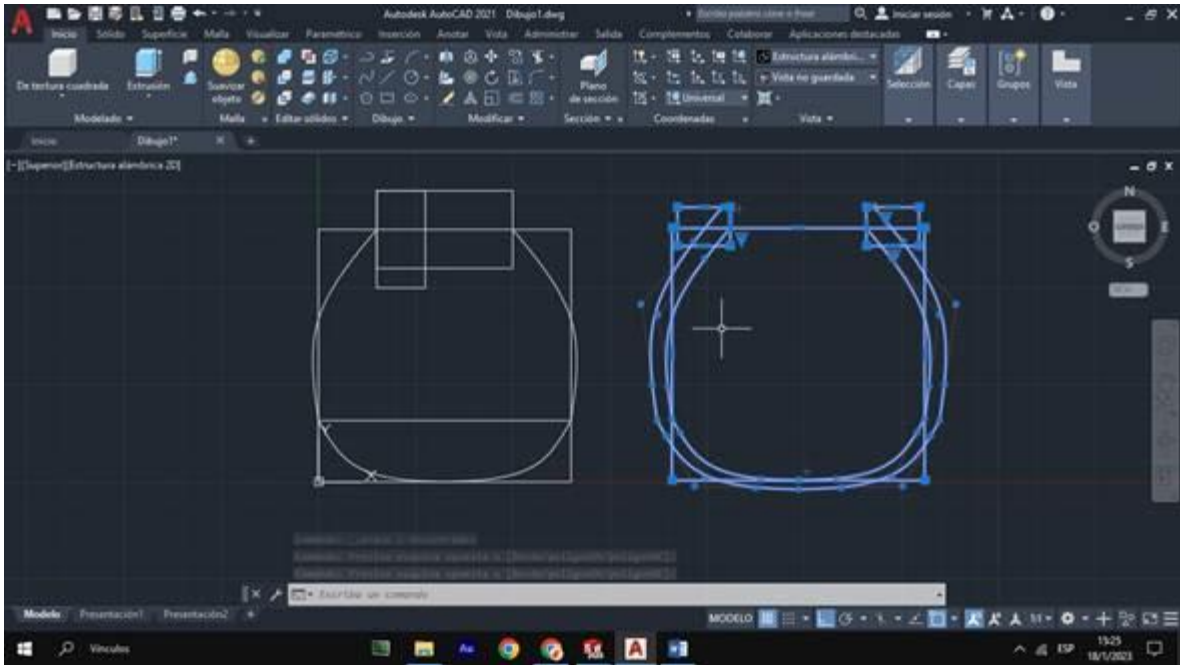 Autodesk AutoCAD 2021 Dibujo1.dwg
Iniciar sesión
Inicio Sólido Superficie Malla Visualizar Paramétrico Inserción Anotar Vista Administrar Salida Complementos Colaborar Aplicaciones destacadas
Estructura alámbri...
Vista no guardada
De textura cuadrada Extrusión Suavizar objeto Plano de sección Universal Selección Capas Grupos Vista
Modelado Malla Editar sólidos Dibujo Modificar Sección Coordenadas Vista
Inicio Dibujo1*
[-][Superior][Estructura alámbrica 2D]
N
O E
S
Y
X
Escriba un comando
Modelo Presentación1 Presentación2 + MODELO
Vínculos
ESP 15:25
18/1/2023